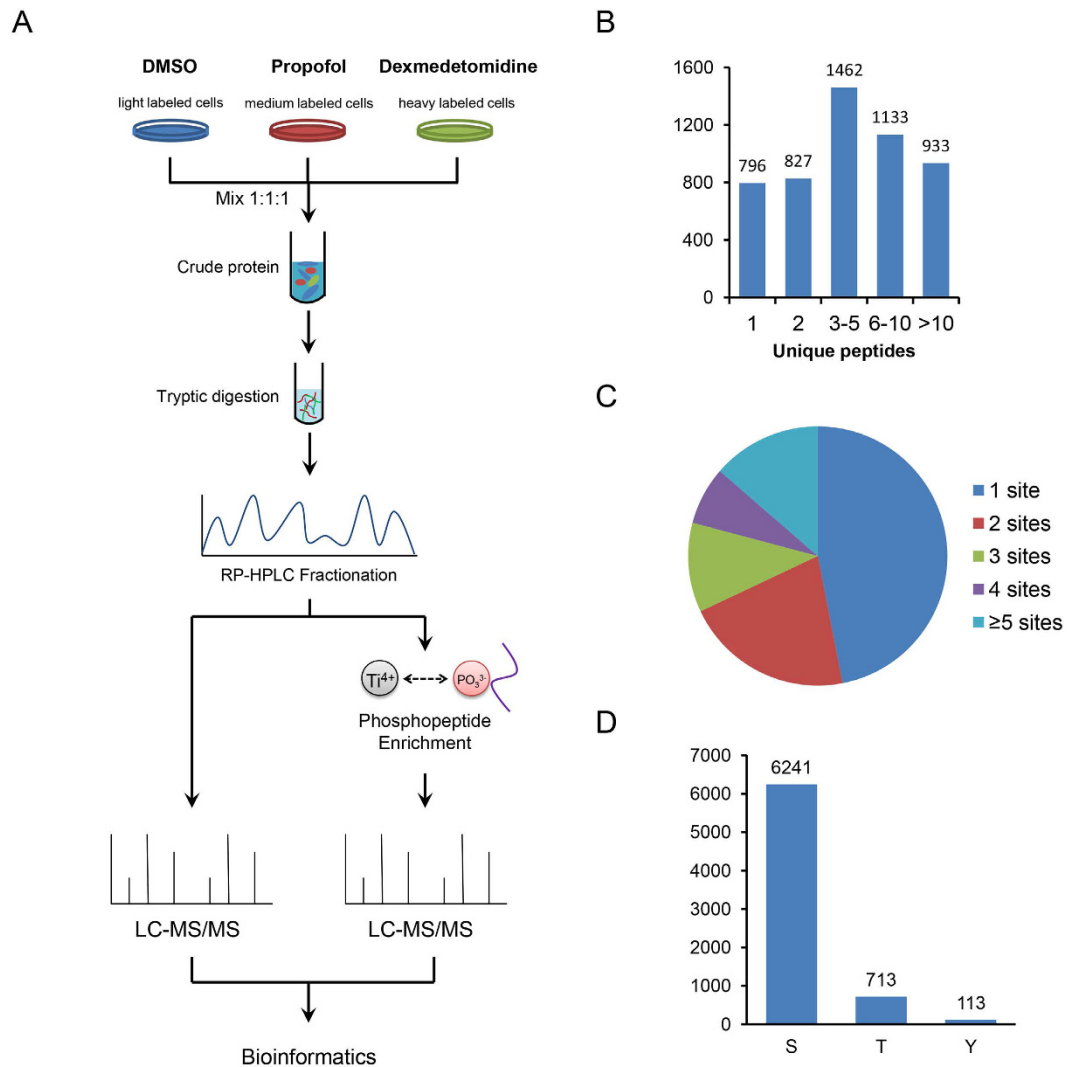 A
DMSO Propofol Dexmedetomidine
light labeled cells medium labeled cells heavy labeled cells
Mix 1:1:1
Crude protein
Tryptic digestion
RP-HPLC Fractionation
Ti⁴⁺ PO₃³⁻
Phosphopeptide
Enrichment
LC-MS/MS LC-MS/MS
Bioinformatics
B
1600
1200
800
400
0
796 827 1462 1133 933
1 2 3-5 6-10 >10
Unique peptides
C
1 site
2 sites
3 sites
4 sites
≥5 sites
D
7000
6000
5000
4000
3000
2000
1000
0
6241 713 113
S T Y